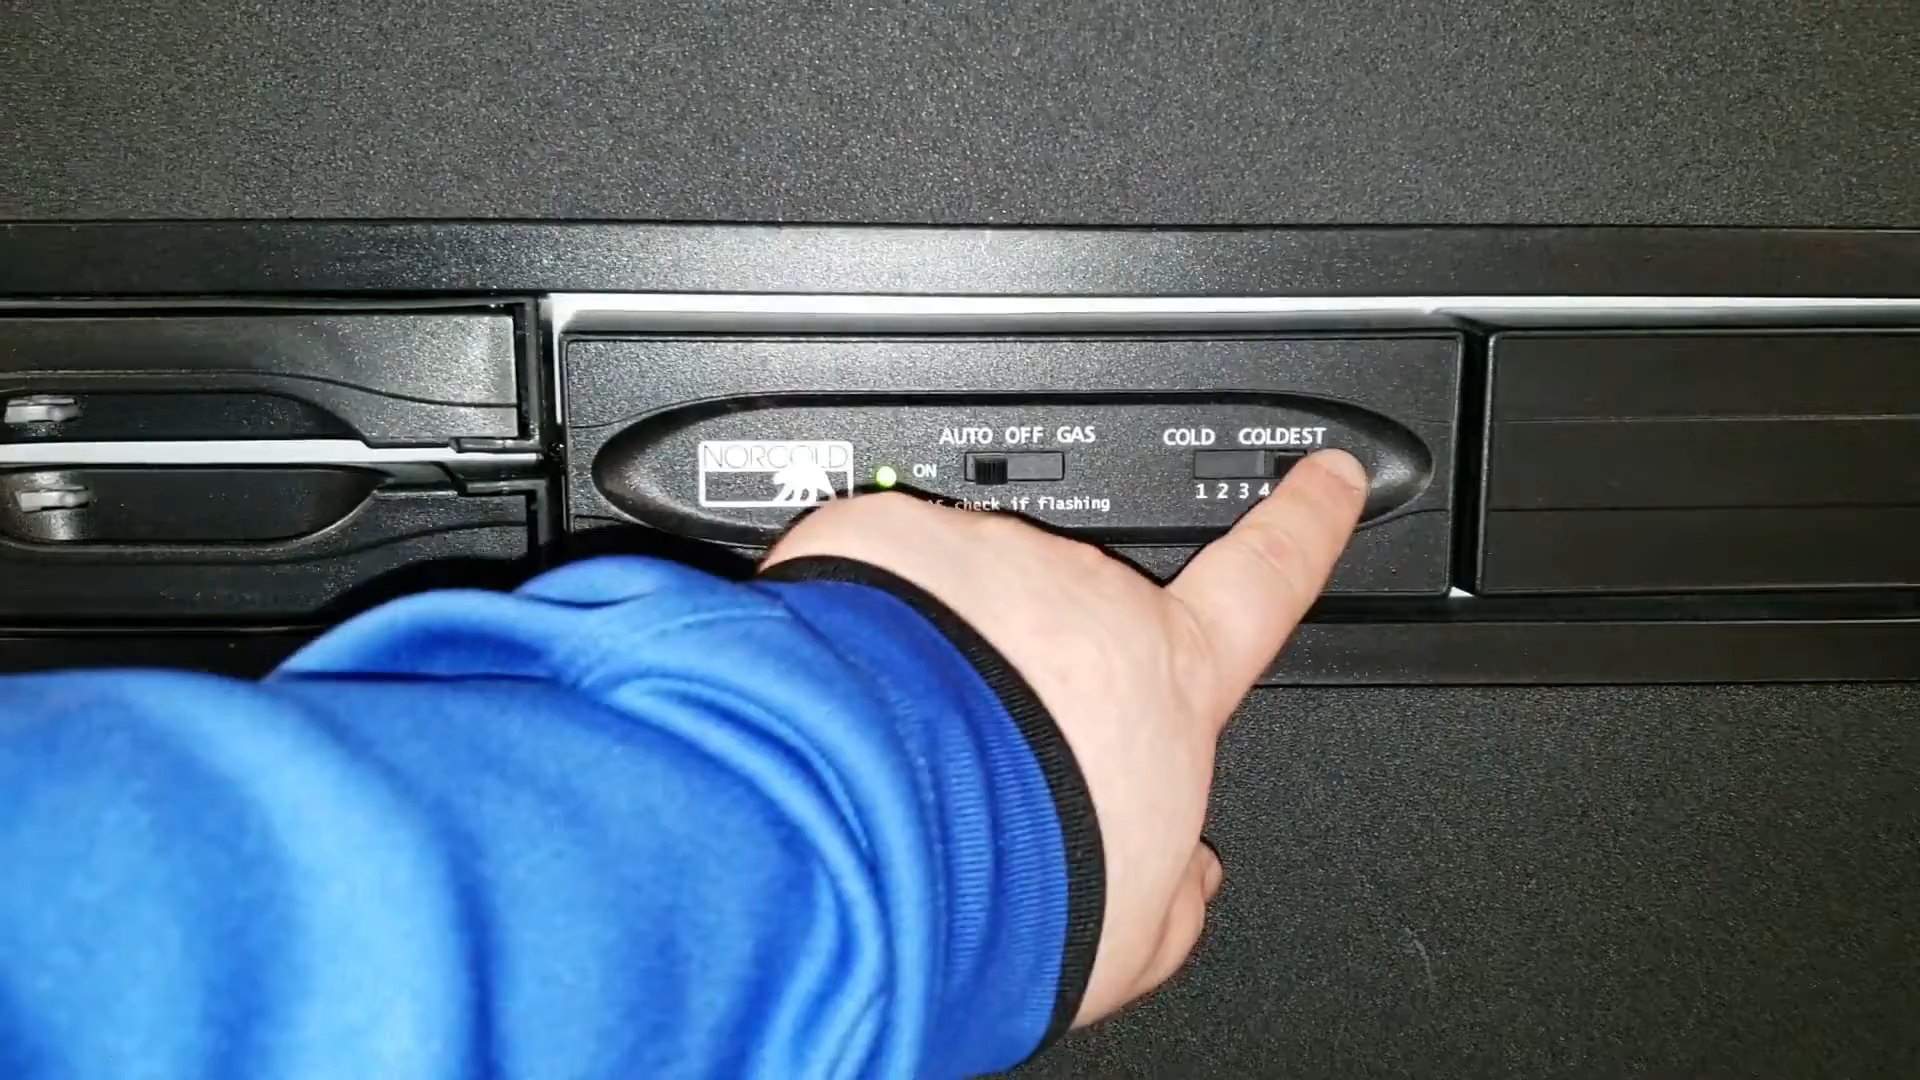 NORCOLD
AUTO OFF GAS
ON
check if flashing
COLD COLDEST
1 2 3 4